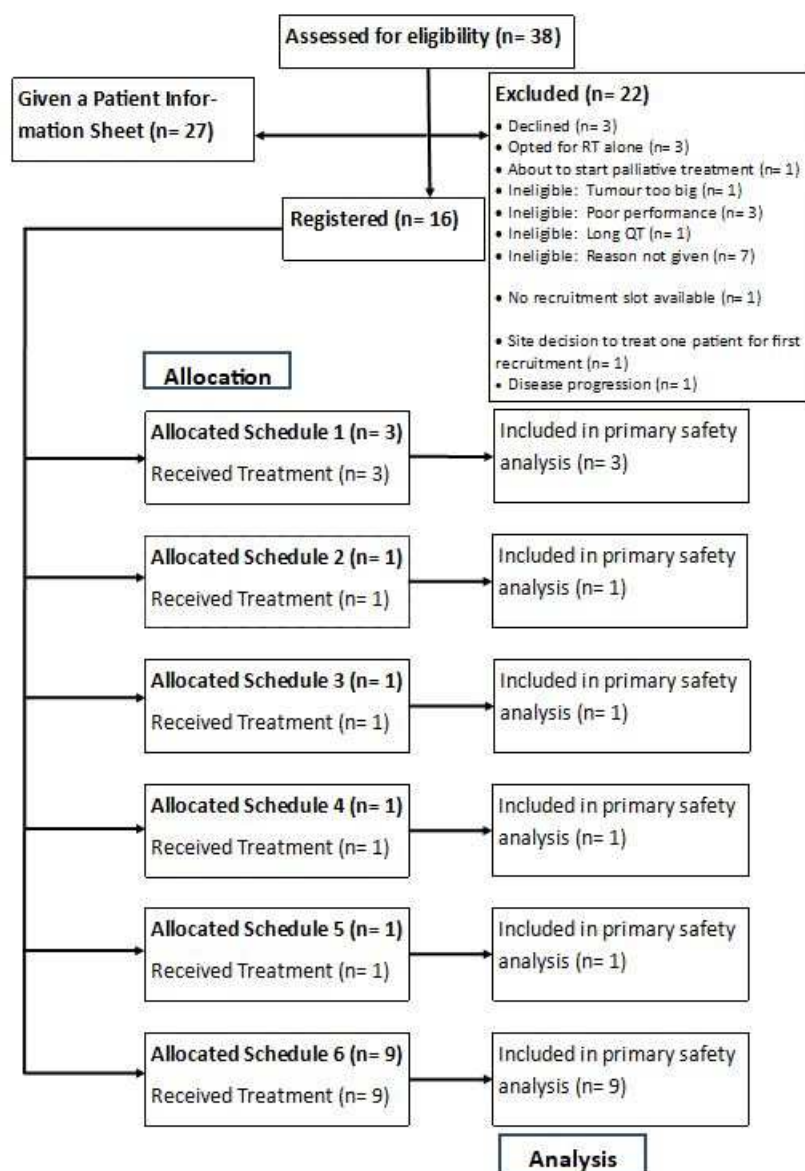 Assessed for eligibility (n= 38)
Given a Patient Infor-
mation Sheet (n= 27)
Excluded (n= 22)
• Declined (n= 3)
• Opted for RT alone (n= 3)
• About to start palliative treatment (n= 1)
• Ineligible: Tumour too big (n= 1)
• Ineligible: Poor performance (n= 3)
• Ineligible: Long QT (n= 1)
• Ineligible: Reason not given (n= 7)
• No recruitment slot available (n= 1)
• Site decision to treat one patient for first
recruitment (n= 1)
• Disease progression (n= 1)
Registered (n= 16)
Allocation
Allocated Schedule 1 (n= 3)
Received Treatment (n= 3)
Included in primary safety
analysis (n= 3)
Allocated Schedule 2 (n= 1)
Received Treatment (n= 1)
Included in primary safety
analysis (n= 1)
Allocated Schedule 3 (n= 1)
Received Treatment (n= 1)
Included in primary safety
analysis (n= 1)
Allocated Schedule 4 (n= 1)
Received Treatment (n= 1)
Included in primary safety
analysis (n= 1)
Allocated Schedule 5 (n= 1)
Received Treatment (n= 1)
Included in primary safety
analysis (n= 1)
Allocated Schedule 6 (n= 9)
Received Treatment (n= 9)
Included in primary safety
analysis (n= 9)
Analysis